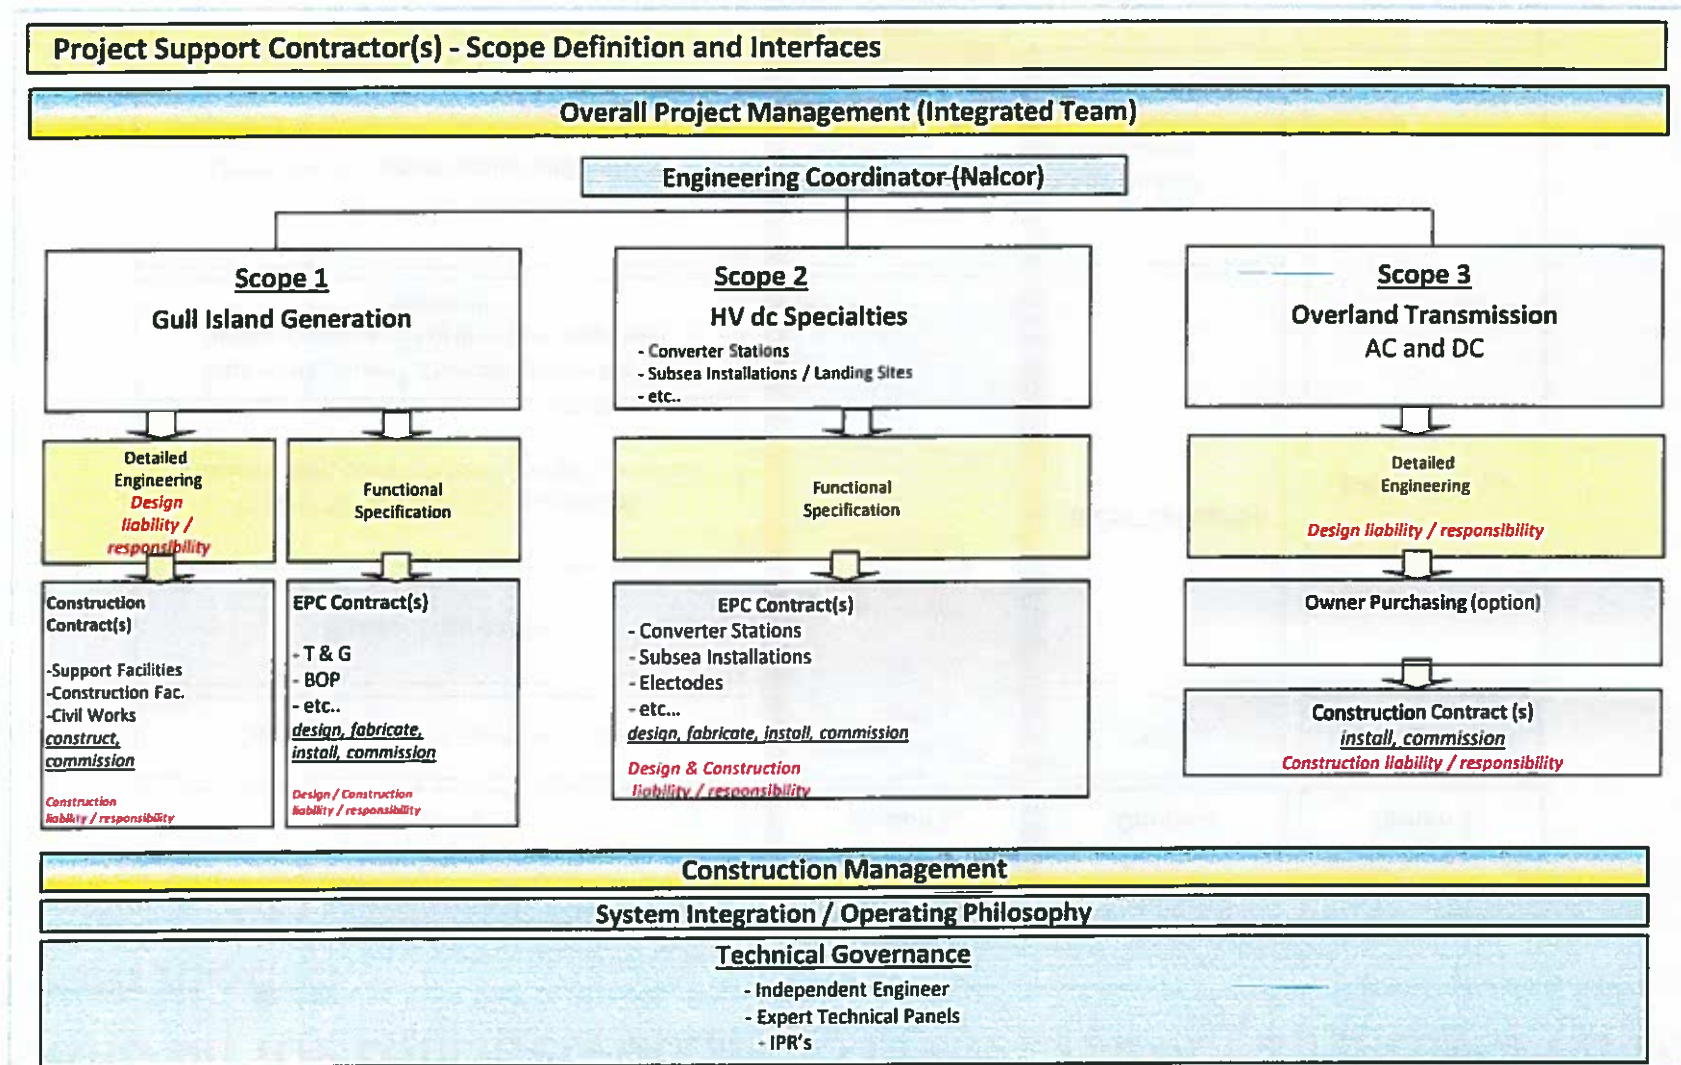 Project Support Contractor(s) - Scope Definition and Interfaces
Overall Project Management (Integrated Team)
Engineering Coordinator (Nalcor)
Scope 1
Gull Island Generation
Scope 2
HV dc Specialties
- Converter Stations
- Subsea Installations / Landing Sites
- etc..
Scope 3
Overland Transmission
AC and DC
Detailed
Engineering
Design
liability /
responsibility
Functional
Specification
Functional
Specification
Detailed
Engineering
Design liability / responsibility
Construction
Contract(s)
-Support Facilities
-Construction Fac.
-Civil Works
construct,
commission
Construction
liability / responsibility
EPC Contract(s)
- T & G
- BOP
- etc..
design, fabricate,
install, commission
Design / Construction
liability / responsibility
EPC Contract(s)
- Converter Stations
- Subsea Installations
- Electodes
- etc...
design, fabricate, install, commission
Design & Construction
liability / responsibility
Owner Purchasing (option)
Construction Contract (s)
install, commission
Construction liability / responsibility
Construction Management
System Integration / Operating Philosophy
Technical Governance
- Independent Engineer
- Expert Technical Panels
- IPR's